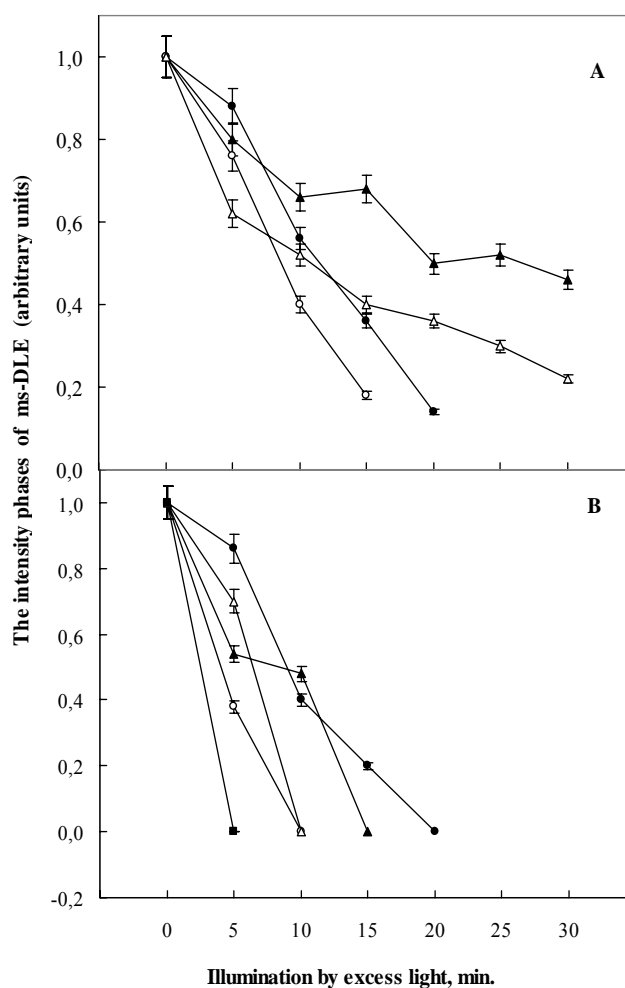 A
1,0
0,8
0,6
0,4
0,2
0,0
B
1,0
0,8
0,6
0,4
0,2
0,0
-0,2
0 5 10 15 20 25 30
The intensity phases of ms-DLE (arbitrary units)
Illumination by excess light, min.